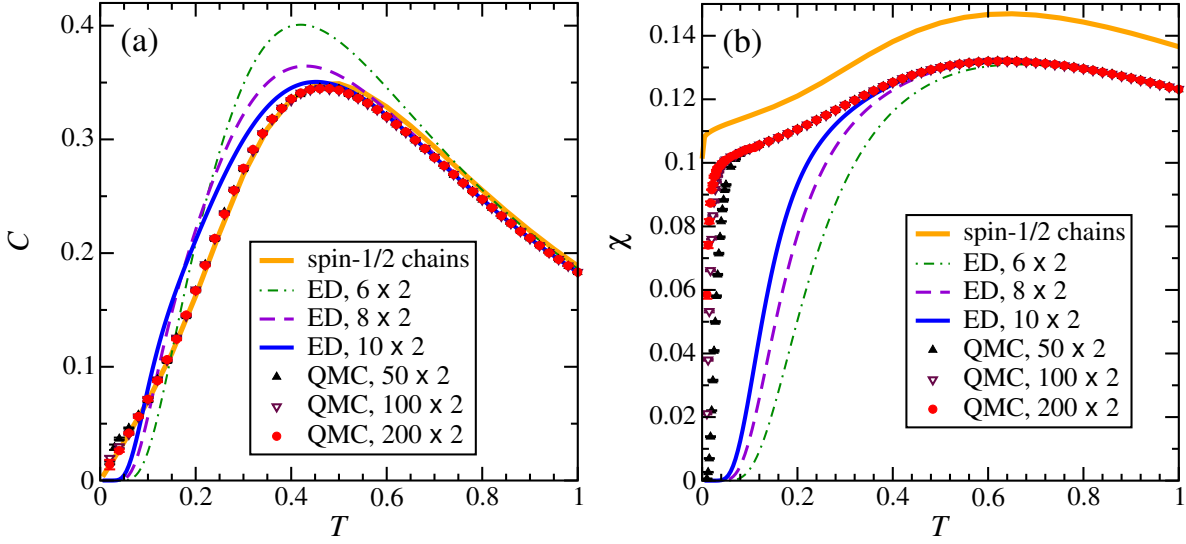 (a)
0.4
0.3
0.2
0.1
0
C
spin-1/2 chains
ED, 6 x 2
ED, 8 x 2
ED, 10 x 2
QMC, 50 x 2
QMC, 100 x 2
QMC, 200 x 2
0 0.2 0.4 0.6 0.8 1
T
(b)
0.14
0.12
0.1
0.08
0.06
0.04
0.02
0
χ
spin-1/2 chains
ED, 6 x 2
ED, 8 x 2
ED, 10 x 2
QMC, 50 x 2
QMC, 100 x 2
QMC, 200 x 2
0 0.2 0.4 0.6 0.8 1
T